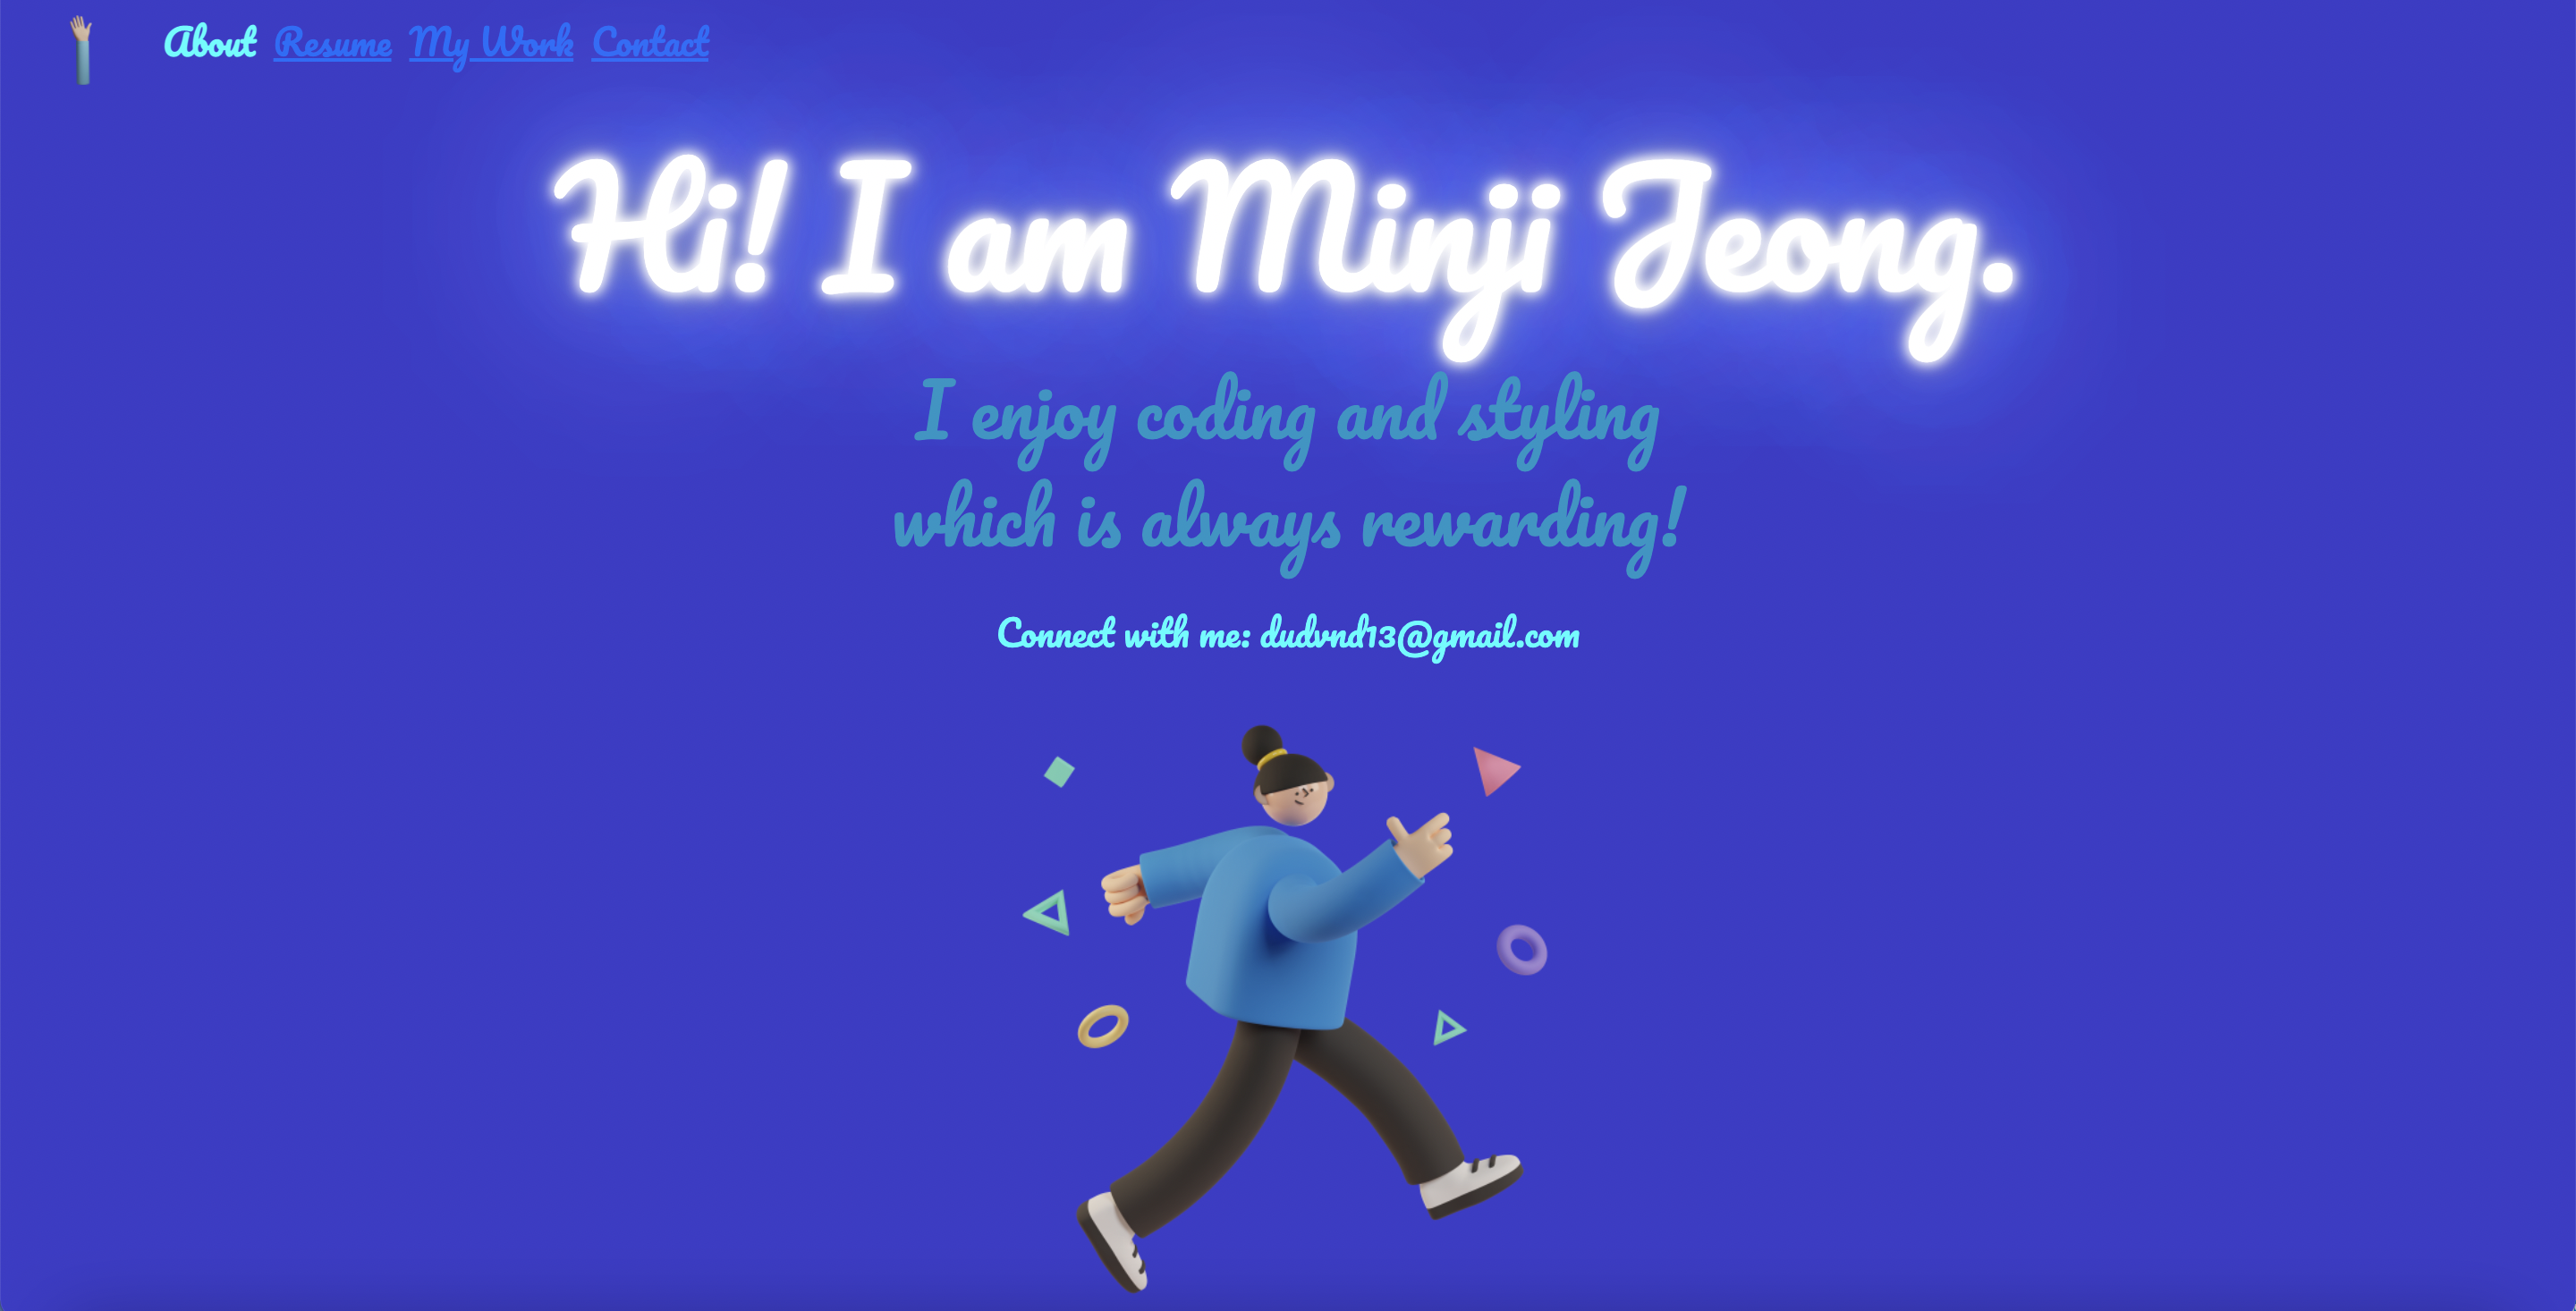 About Resume My Work Contact
Hi! I am Minji Jeong.
I enjoy coding and styling
which is always rewarding!
Connect with me: dudvnd13@gmail.com